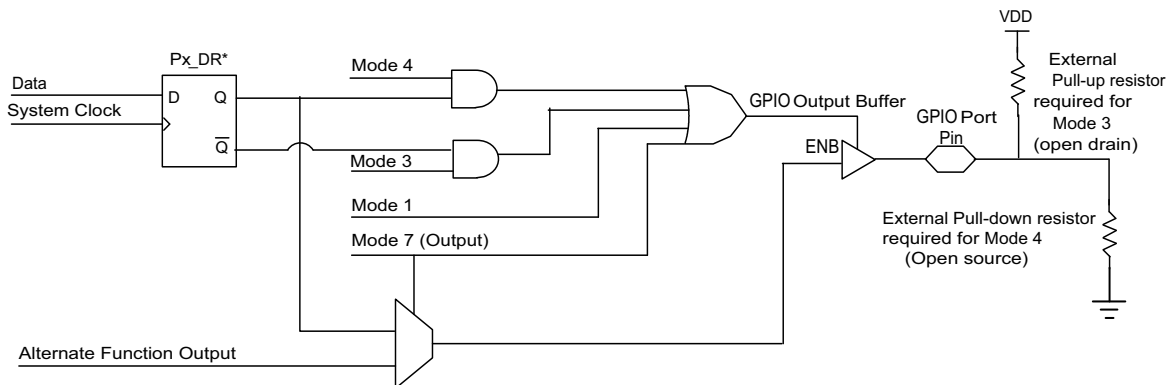 VDD
Px_DR*
Mode 4
Data
D
Q
System Clock
Q
Mode 3
Mode 1
Mode 7 (Output)
Alternate Function Output
GPIO Output Buffer
ENB
GPIO Port
Pin
External
Pull-up resistor
required for
Mode 3
(open drain)
External Pull-down resistor
required for Mode 4
(Open source)